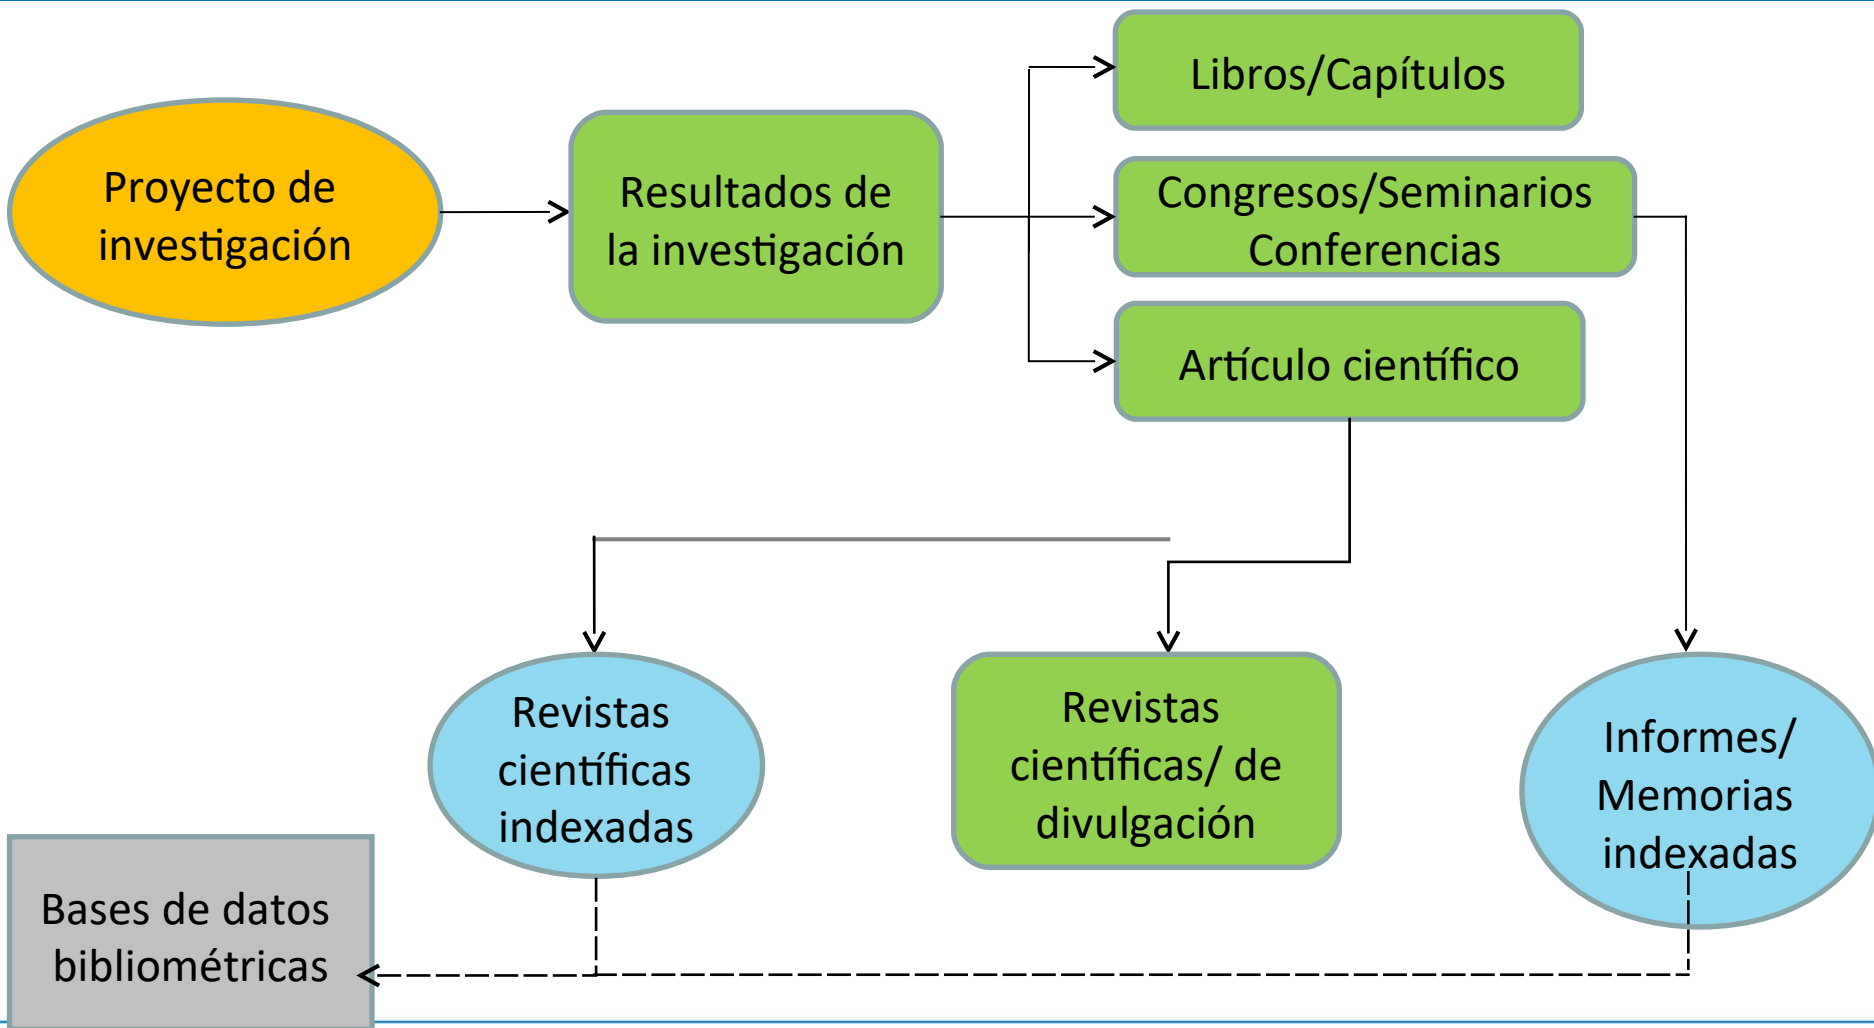 Libros/Capítulos
Proyecto de
investigación
Resultados de
la investigación
Congresos/Seminarios
Conferencias
Artículo científico
Revistas
científicas
indexadas
Revistas
científicas/ de
divulgación
Informes/
Memorias
indexadas
Bases de datos
bibliométricas